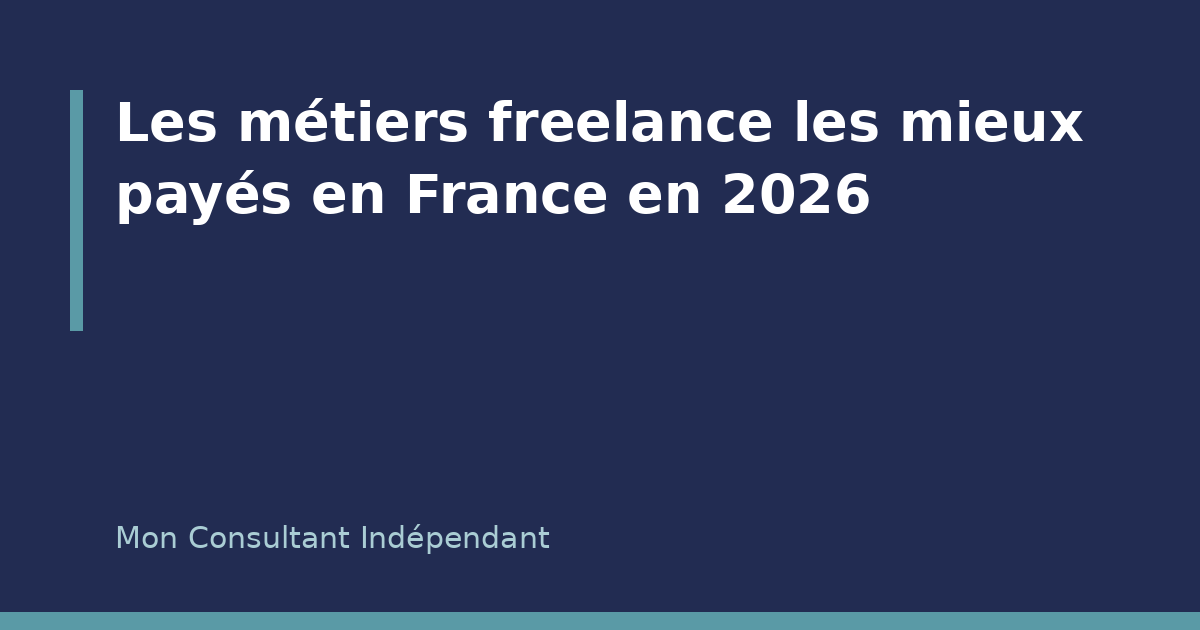 Les métiers freelance les mieux
payés en France en 2026
Mon Consultant Indépendant